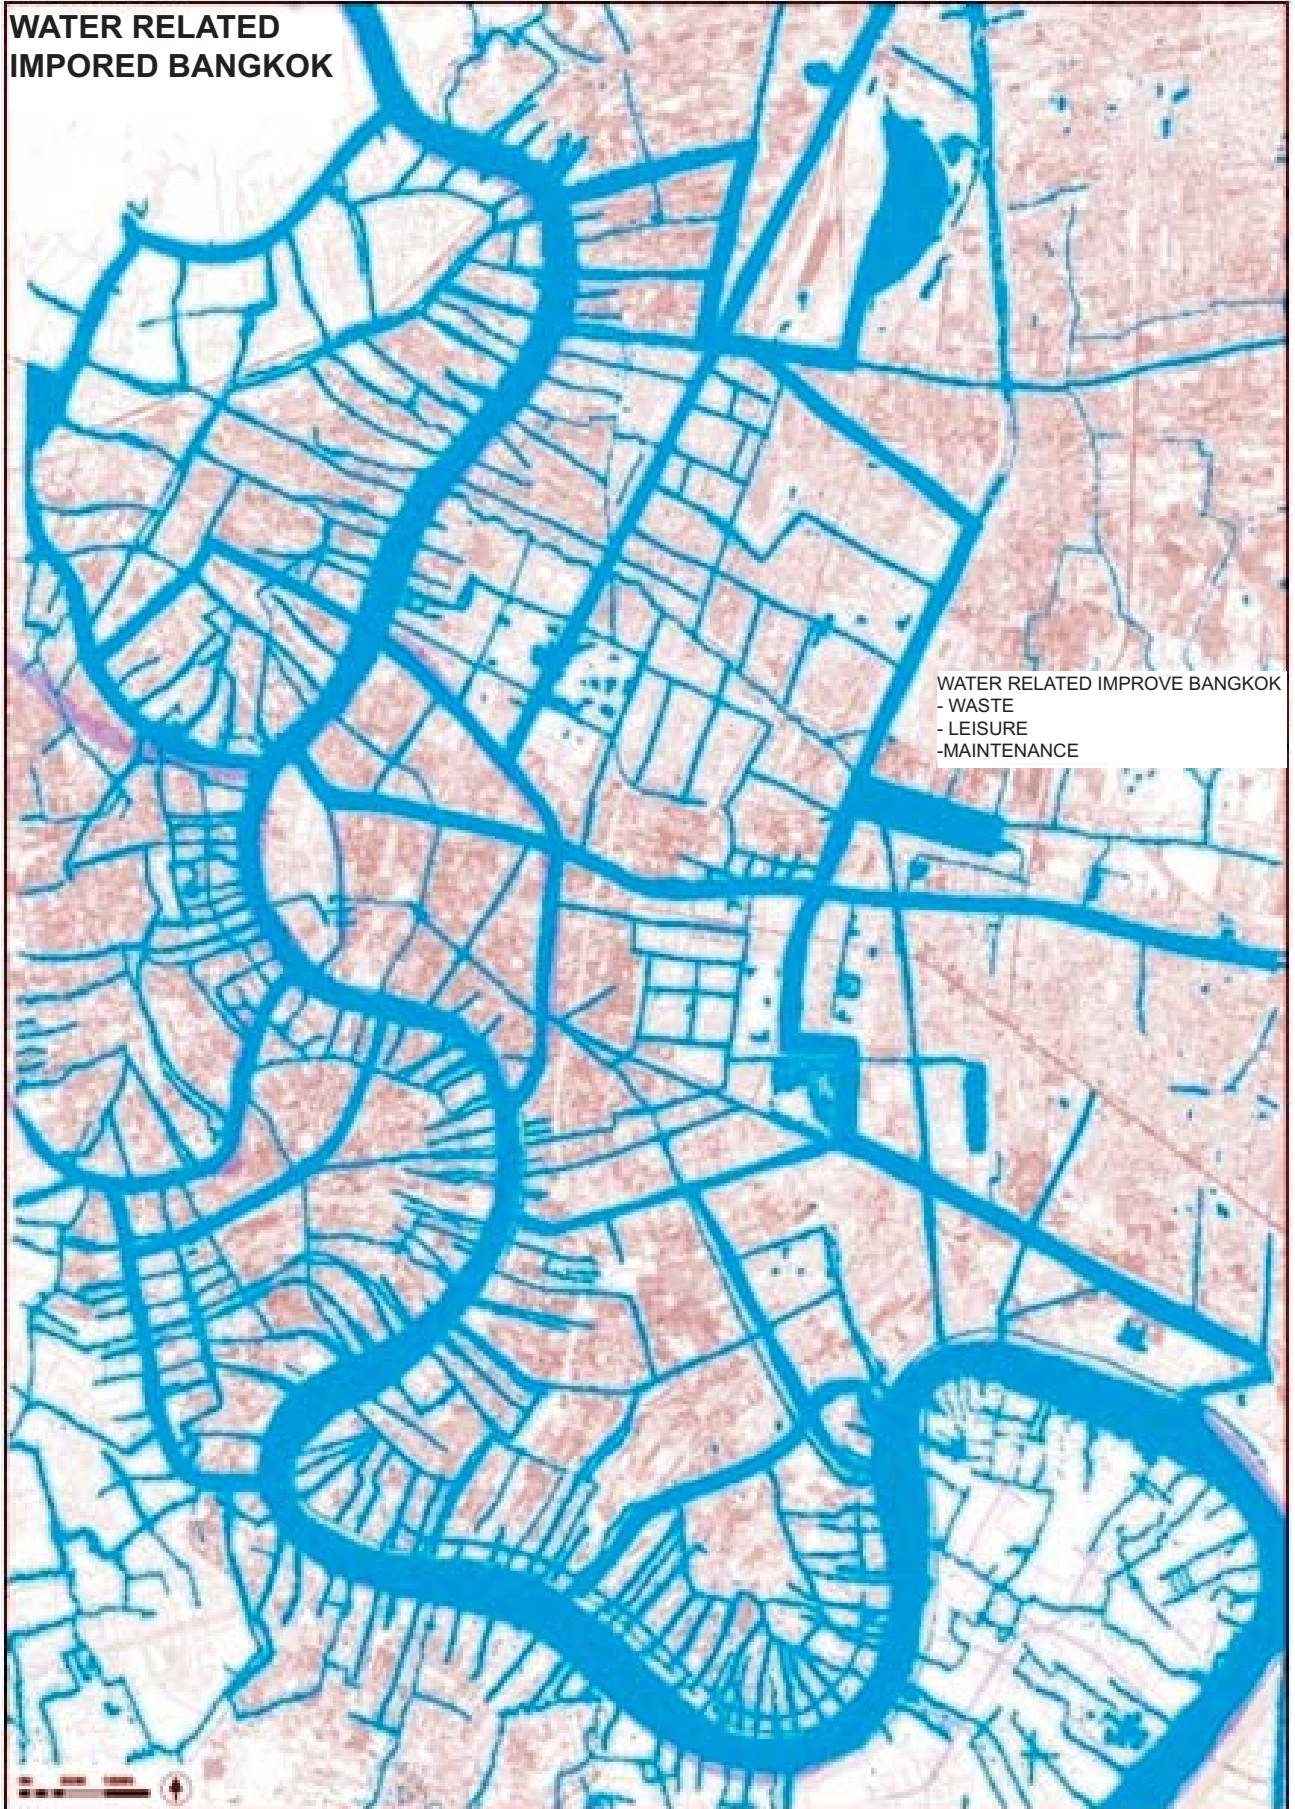 WATER RELATED
IMPORED BANGKOK
WATER RELATED IMPROVE BANGKOK
- WASTE
- LEISURE
-MAINTENANCE